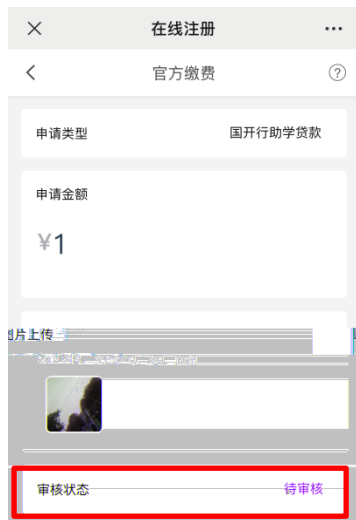 在线注册
官方缴费
申请类型 国开行助学贷款
申请金额
¥1
图片上传
审核状态 待审核